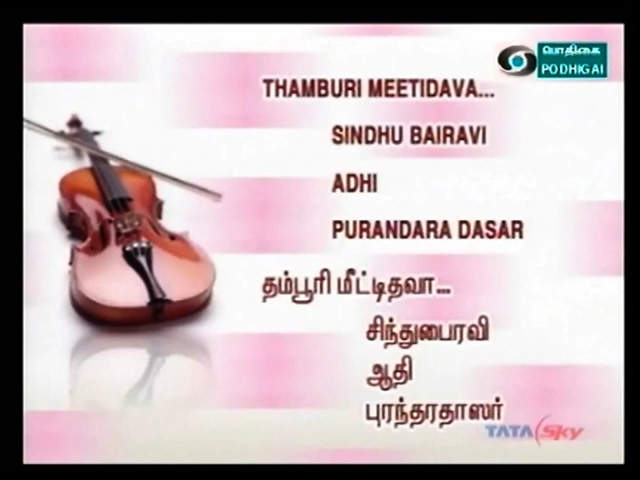 பொதிகை
PODHIGAI
THAMBURI MEETIDAVA...
SINDHU BAIRAVI
ADHI
PURANDARA DASAR
தம்பூரி மீட்டிதவா...
சிந்துபைரவி
ஆதி
புரந்தரதாஸர்
TATA Sky